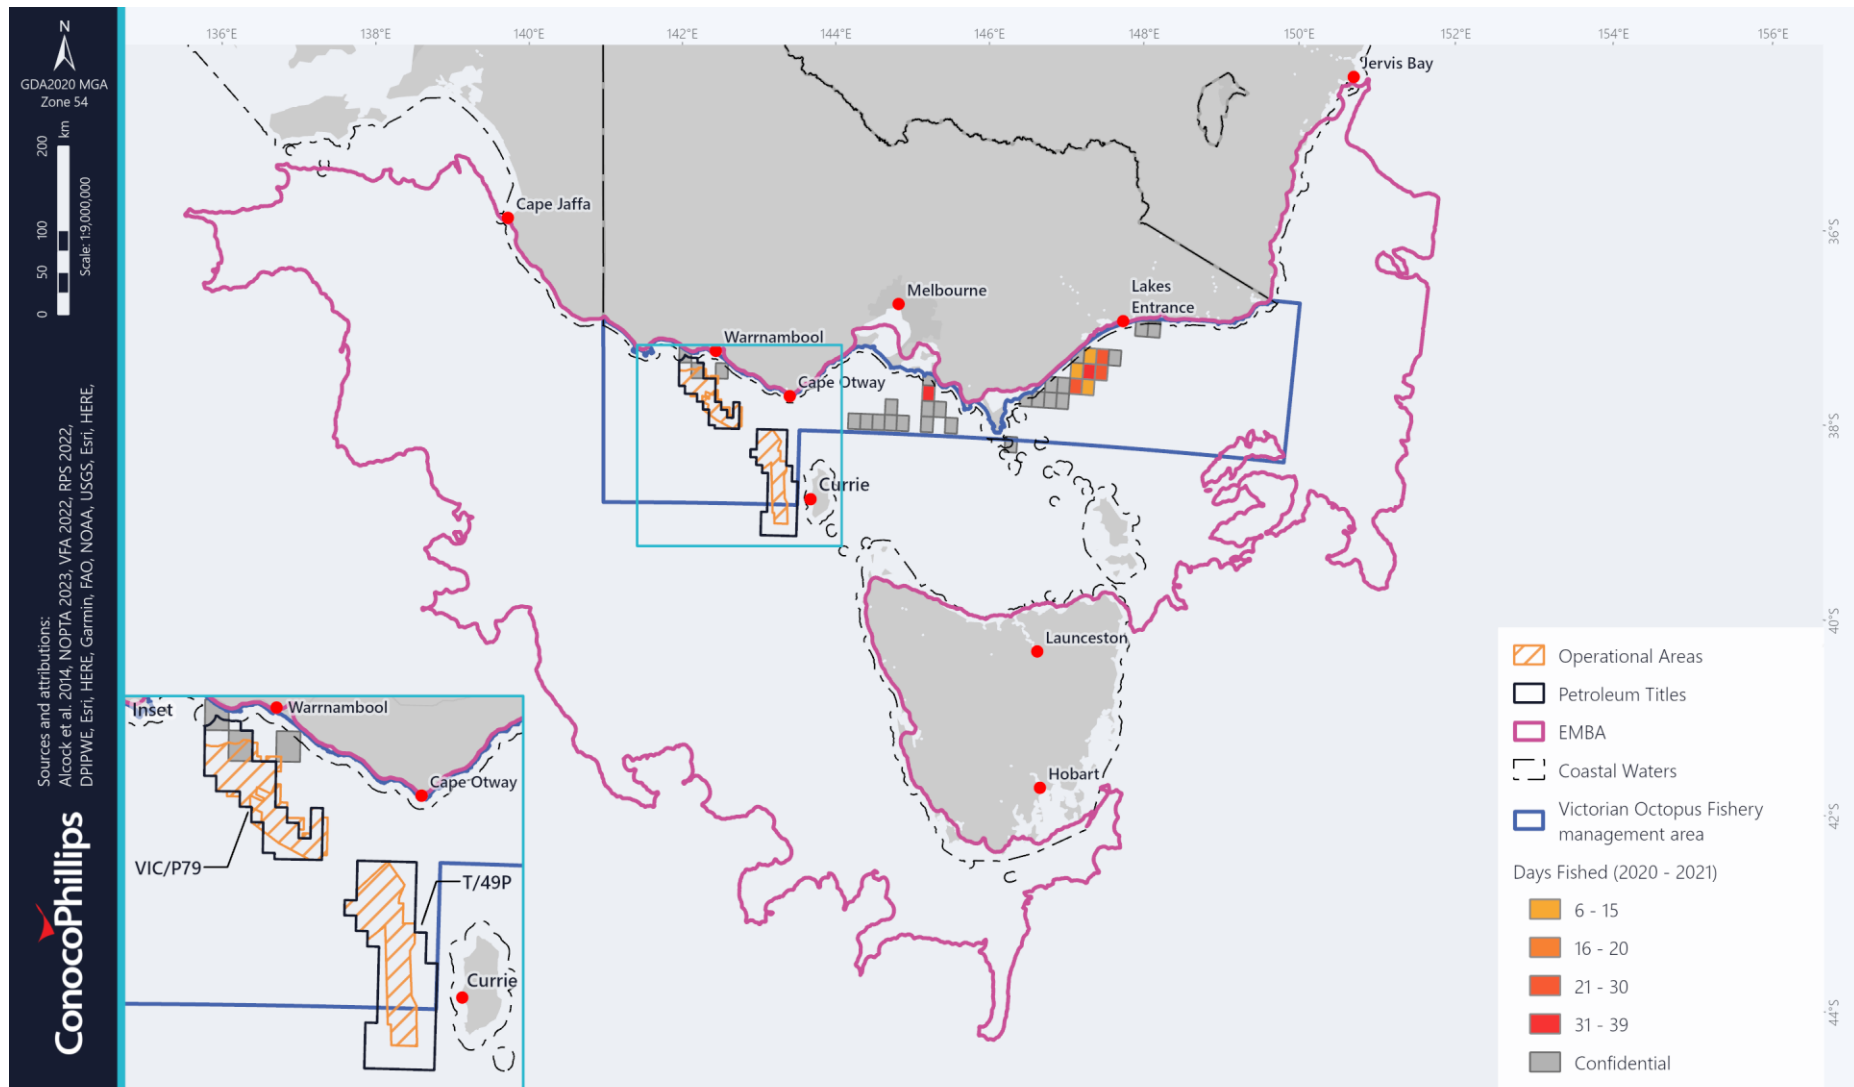 136°E
138°E
140°E
142°E
144°E
146°E
148°E
150°E
152°E
154°E
156°E
N
GDA2020 MGA
Zone 54
0
50
100
200
km
Scale: 1:9,000,000
Sources and attributions:
Alcock et al. 2014, NOPTA 2023, VFA 2022, RPS 2022,
DPIPWE, Esri, HERE, Garmin, FAO, NOAA, USGS, Esri, HERE,
ConocoPhillips
Jervis Bay
Cape Jaffa
Melbourne
Lakes
Entrance
Warrnambool
Cape Otway
Currie
Launceston
Hobart
36°S
38°S
40°S
42°S
44°S
Inset
Warrnambool
Cape Otway
VIC/P79
T/49P
Currie
Operational Areas
Petroleum Titles
EMBA
Coastal Waters
Victorian Octopus Fishery
management area
Days Fished (2020 - 2021)
6 - 15
16 - 20
21 - 30
31 - 39
Confidential